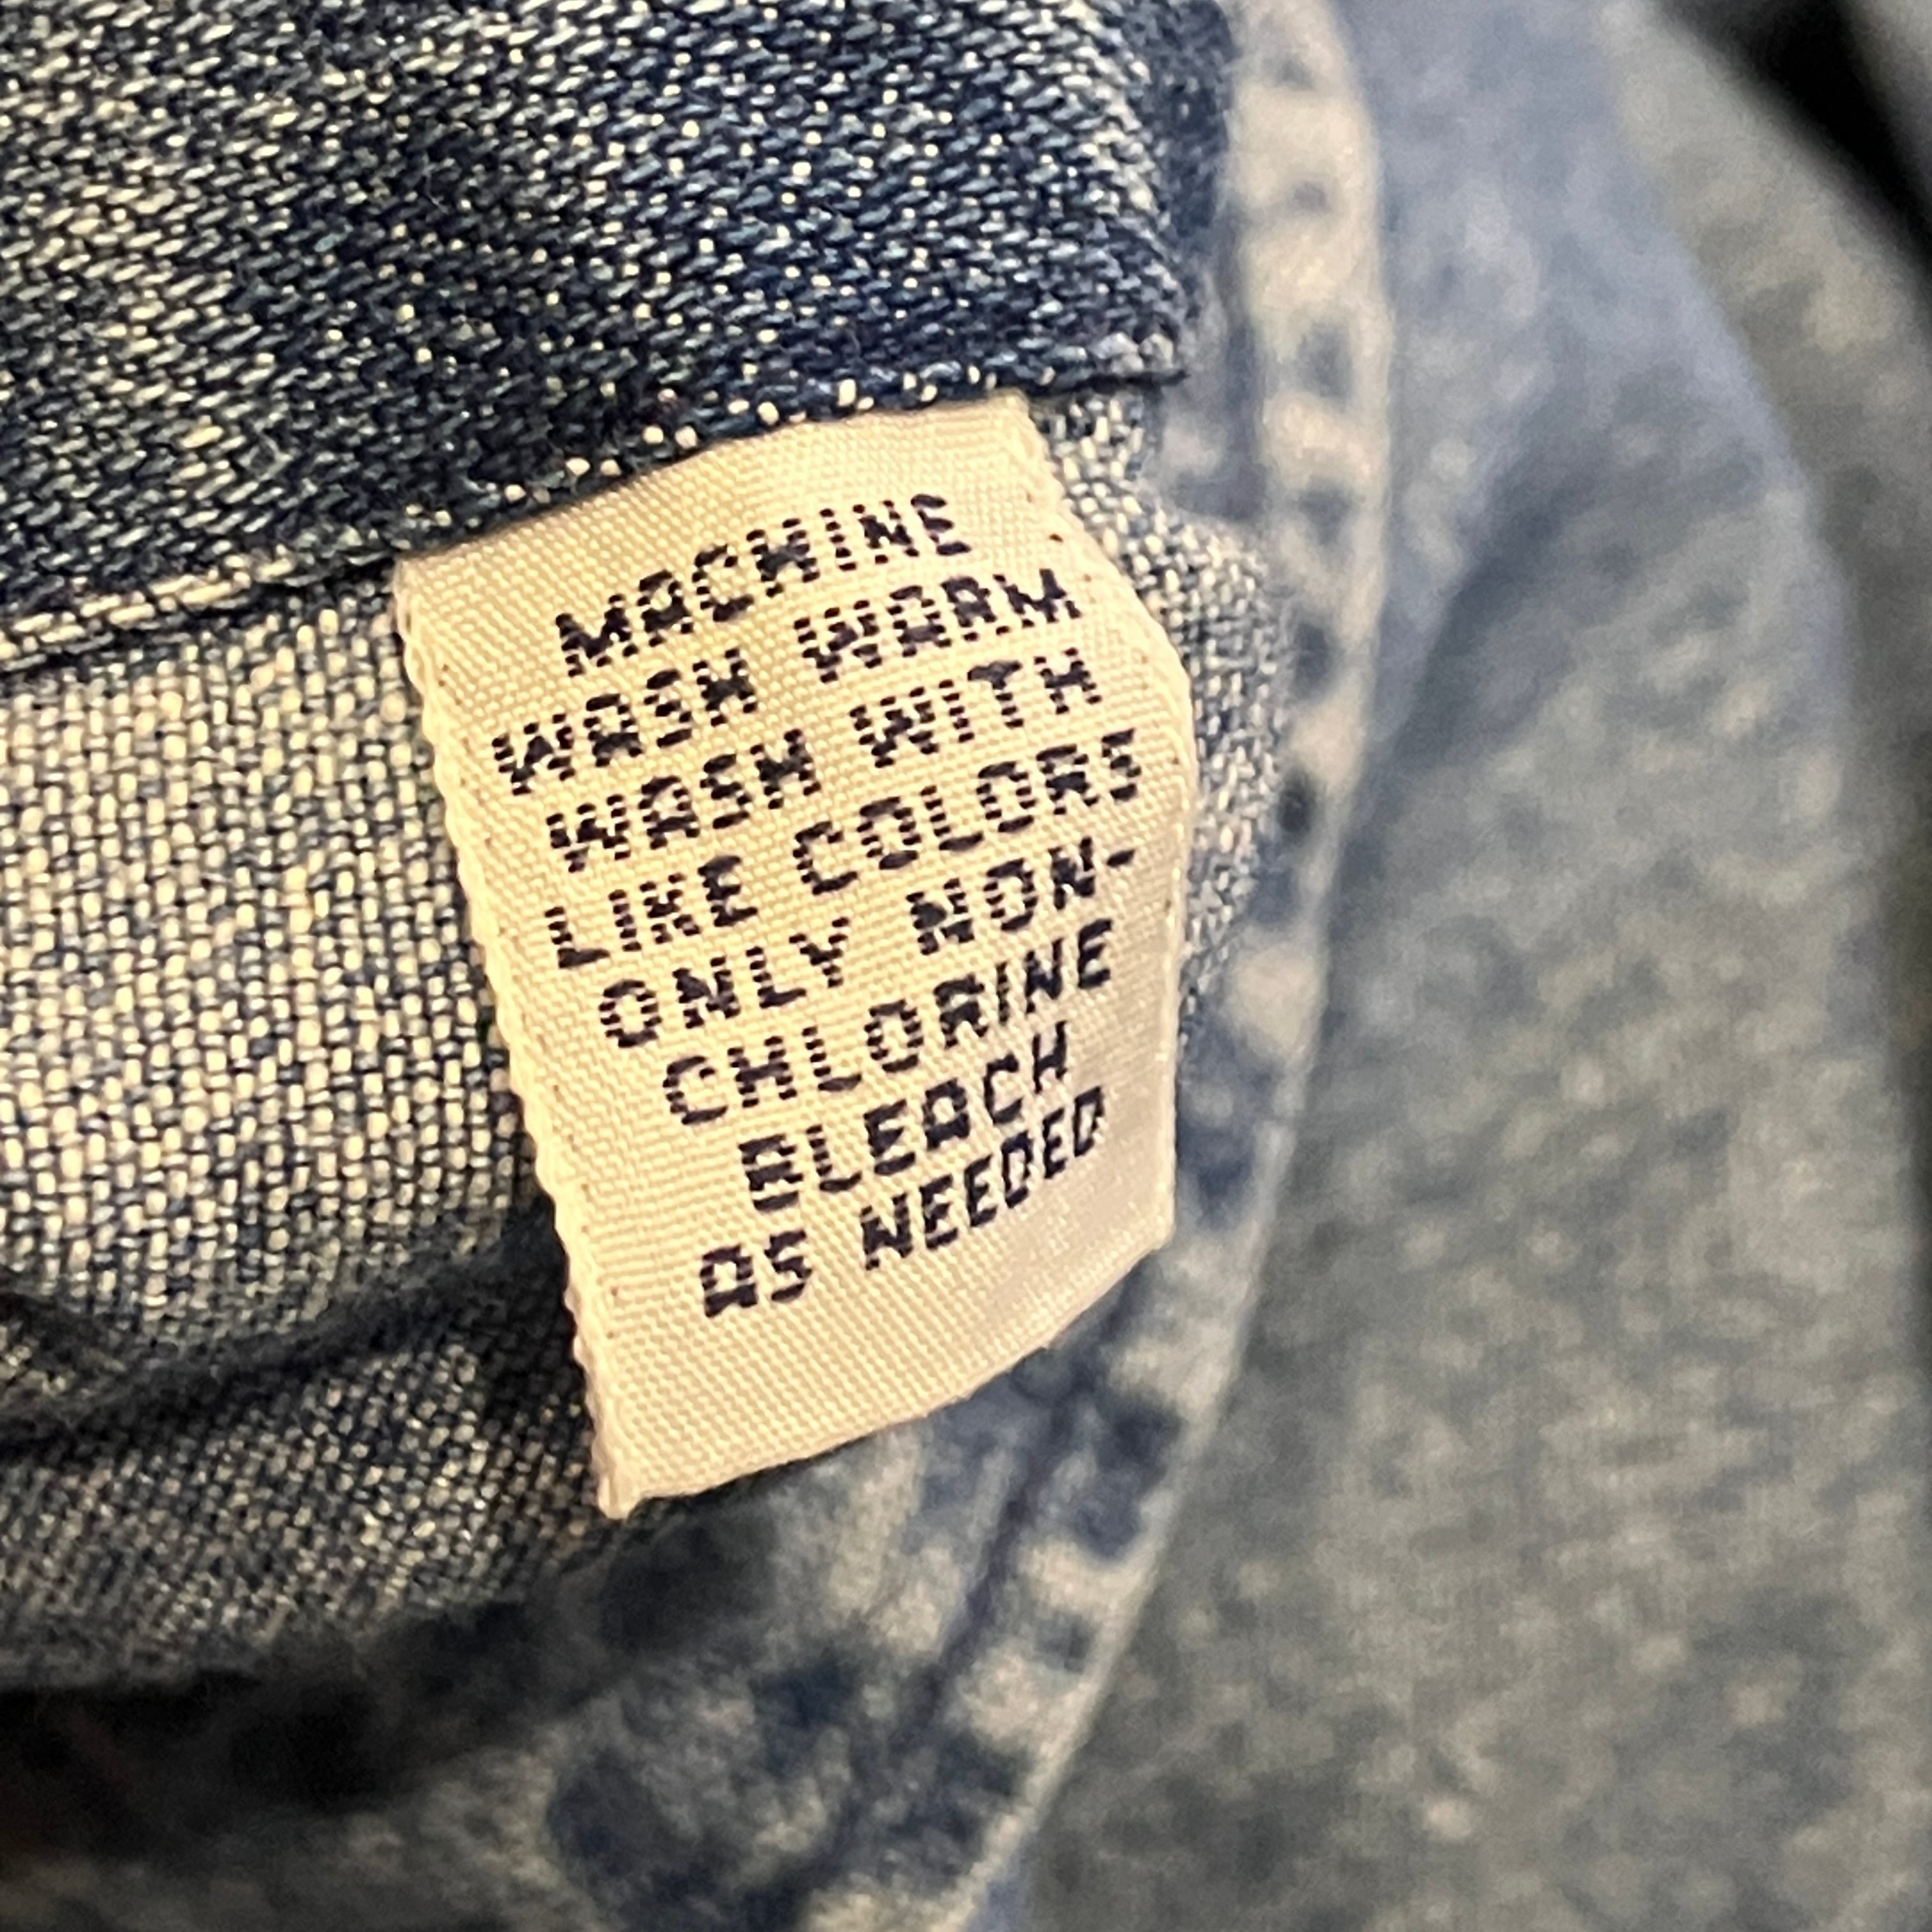 MACHINE
WASH WARM
WASH WITH
LIKE COLORS
ONLY NON-
CHLORINE
BLEACH
AS NEEDED